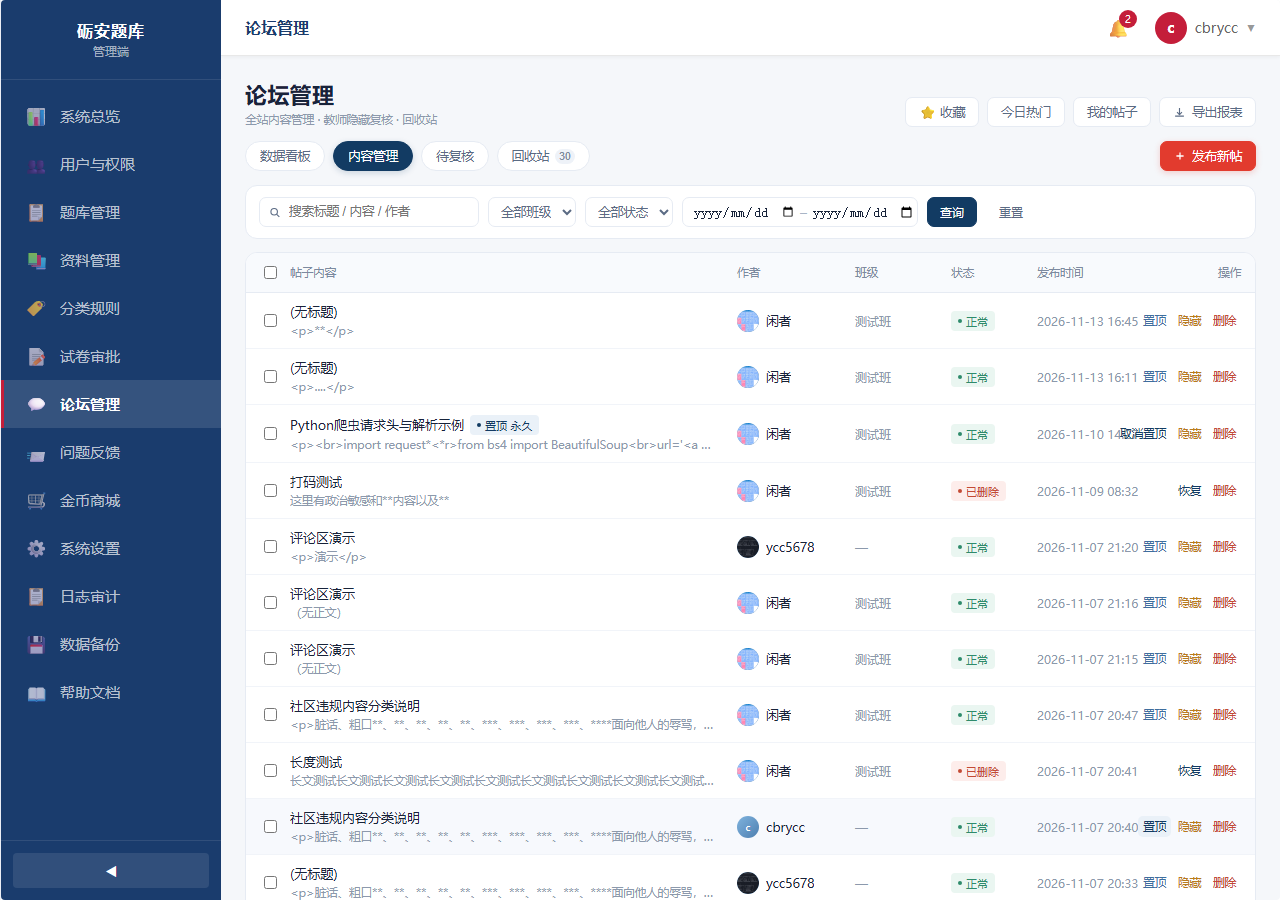 砺安题库
管理端
系统总览
用户与权限
题库管理
资料管理
分类规则
试卷审批
论坛管理
问题反馈
金币商城
系统设置
日志审计
数据备份
帮助文档
◀
论坛管理
2
c cbrycc ▼
论坛管理
全站内容管理 · 教师隐藏复核 · 回收站
收藏 今日热门 我的帖子 导出报表
数据看板 内容管理 待复核 回收站 30
+ 发布新帖
搜索标题 / 内容 / 作者 全部班级 全部状态 yyyy/mm/dd – yyyy/mm/dd 查询 重置
帖子内容 作者 班级 状态 发布时间 操作
(无标题)
<p>**</p> 闲者 测试班 • 正常 2026-11-13 16:45 置顶 隐藏 删除
(无标题)
<p>....</p> 闲者 测试班 • 正常 2026-11-13 16:11 置顶 隐藏 删除
Python爬虫请求头与解析示例 • 置顶 永久
<p><br>import request*<*r>from bs4 import BeautifulSoup<br>url='<a ... 闲者 测试班 • 正常 2026-11-10 14 取消置顶 隐藏 删除
打码测试
这里有政治敏感和**内容以及** 闲者 测试班 • 已删除 2026-11-09 08:32 恢复 删除
评论区演示
<p>演示</p> ycc5678 — • 正常 2026-11-07 21:20 置顶 隐藏 删除
评论区演示
（无正文） 闲者 测试班 • 正常 2026-11-07 21:16 置顶 隐藏 删除
评论区演示
（无正文） 闲者 测试班 • 正常 2026-11-07 21:15 置顶 隐藏 删除
社区违规内容分类说明
<p>脏话、粗口**、**、**、**、**、***、***、***、***、****面向他人的辱骂，... 闲者 测试班 • 正常 2026-11-07 20:47 置顶 隐藏 删除
长度测试
长文测试长文测试长文测试长文测试长文测试长文测试长文测试长文测试长文测试... 闲者 测试班 • 已删除 2026-11-07 20:41 恢复 删除
社区违规内容分类说明
<p>脏话、粗口**、**、**、**、**、***、***、***、***、****面向他人的辱骂，... c cbrycc — • 正常 2026-11-07 20:40 置顶 隐藏 删除
(无标题)
<p>脏话、粗口**、**、**、**、**、***、***、***、***、****面向他人的辱骂，... ycc5678 — • 正常 2026-11-07 20:33 置顶 隐藏 删除